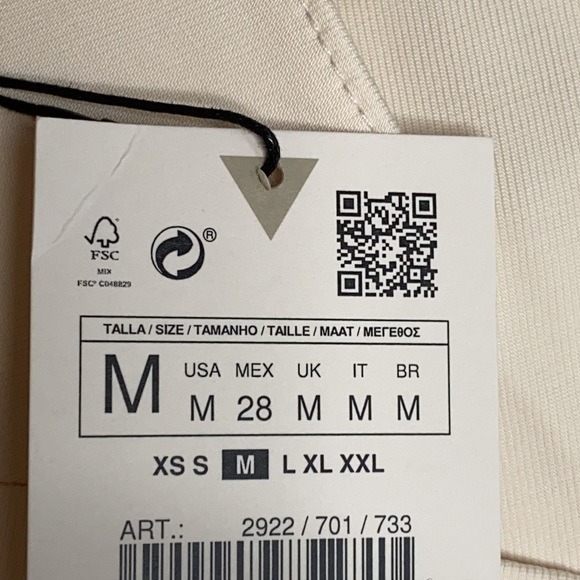 ®
FSC
MIX
FSC® C048829
TALLA / SIZE / TAMANHO / TAILLE / MAAT / ΜΕΓΕΘΟΣ
M
USA MEX UK IT BR
M 28 M M M
XS S M L XL XXL
ART.: 2922 / 701 / 733